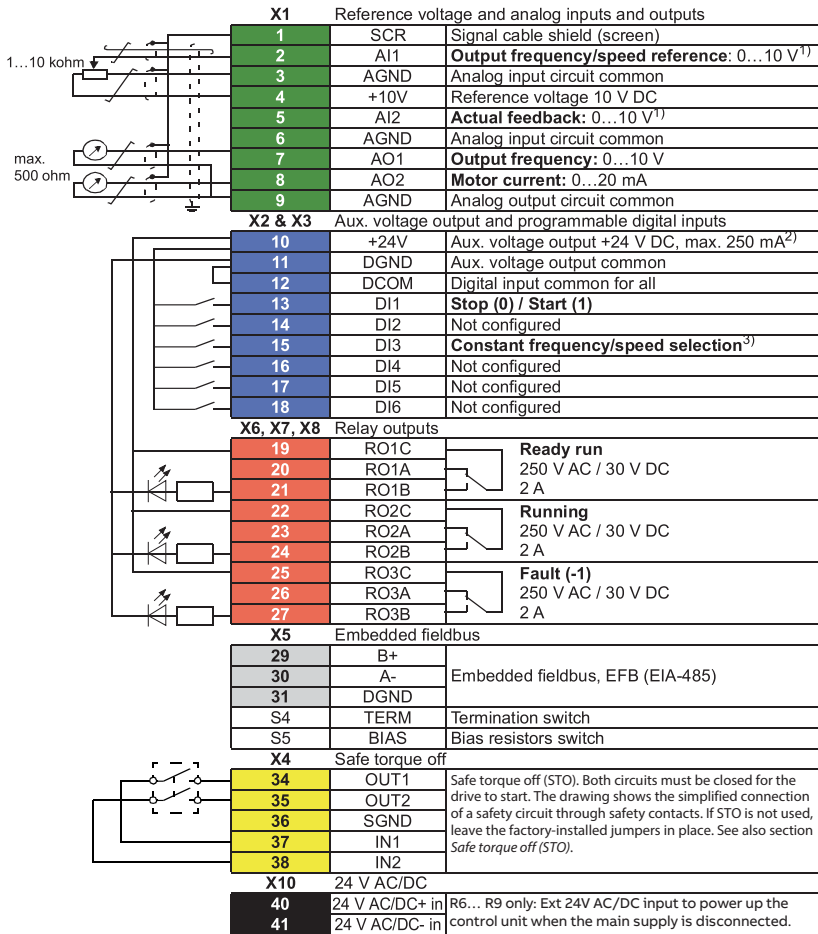 X1 Reference voltage and analog inputs and outputs
1 SCR Signal cable shield (screen)
2 AI1 Output frequency/speed reference: 0…10 V1)
1…10 kohm
3 AGND Analog input circuit common
4 +10V Reference voltage 10 V DC
5 AI2 Actual feedback: 0…10 V1)
6 AGND Analog input circuit common
max.
500 ohm
7 AO1 Output frequency: 0…10 V
8 AO2 Motor current: 0…20 mA
9 AGND Analog output circuit common
X2 & X3 Aux. voltage output and programmable digital inputs
10 +24V Aux. voltage output +24 V DC, max. 250 mA2)
11 DGND Aux. voltage output common
12 DCOM Digital input common for all
13 DI1 Stop (0) / Start (1)
14 DI2 Not configured
15 DI3 Constant frequency/speed selection3)
16 DI4 Not configured
17 DI5 Not configured
18 DI6 Not configured
X6, X7, X8 Relay outputs
19 RO1C Ready run
20 RO1A 250 V AC / 30 V DC
21 RO1B 2 A
22 RO2C Running
23 RO2A 250 V AC / 30 V DC
24 RO2B 2 A
25 RO3C Fault (-1)
26 RO3A 250 V AC / 30 V DC
27 RO3B 2 A
X5 Embedded fieldbus
29 B+
30 A- Embedded fieldbus, EFB (EIA-485)
31 DGND
S4 TERM Termination switch
S5 BIAS Bias resistors switch
X4 Safe torque off
34 OUT1 Safe torque off (STO). Both circuits must be closed for the
35 OUT2 drive to start. The drawing shows the simplified connection
36 SGND of a safety circuit through safety contacts. If STO is not used,
37 IN1 leave the factory-installed jumpers in place. See also section
38 IN2 Safe torque off (STO).
X10 24 V AC/DC
40 24 V AC/DC+ in R6… R9 only: Ext 24V AC/DC input to power up the
41 24 V AC/DC- in control unit when the main supply is disconnected.